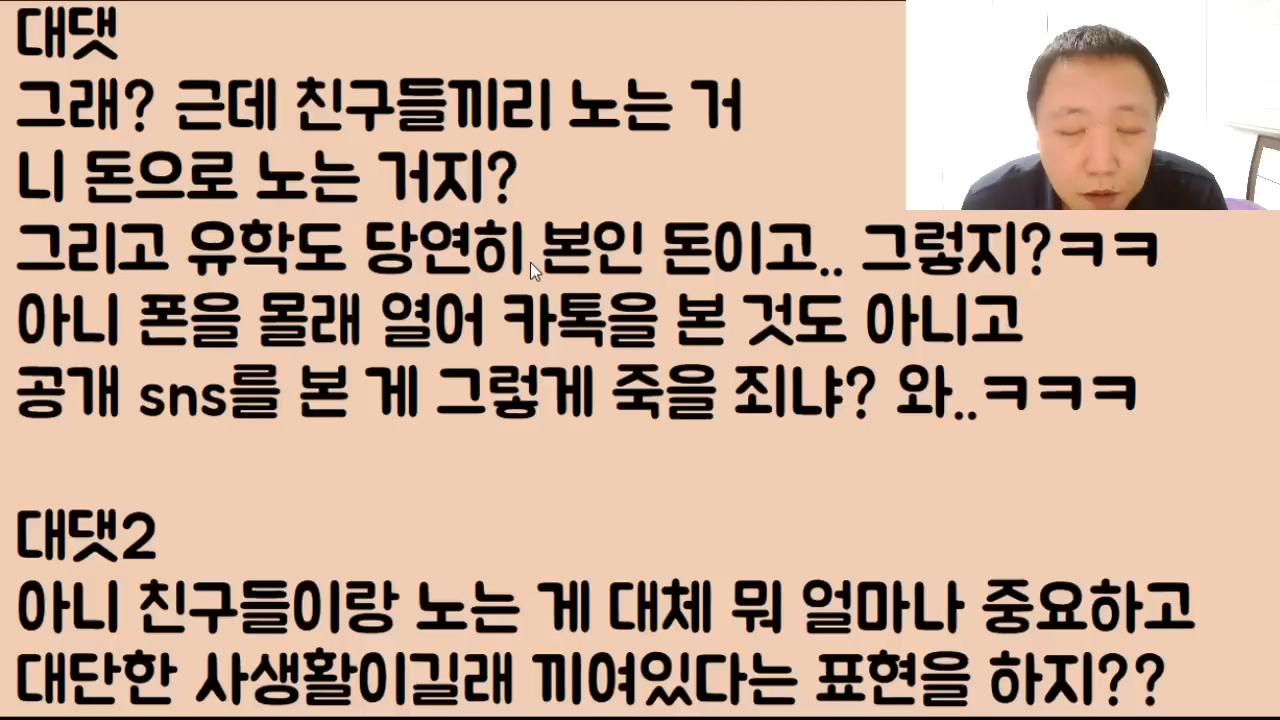 대댓
그래? 근데 친구들끼리 노는 거
니 돈으로 노는 거지?
그리고 유학도 당연히 본인 돈이고.. 그렇지?ㅋㅋ
아니 폰을 몰래 열어 카톡을 본 것도 아니고
공개 sns를 본 게 그렇게 죽을 죄냐? 와..ㅋㅋㅋ
대댓2
아니 친구들이랑 노는 게 대체 뭐 얼마나 중요하고
대단한 사생활이길래 끼여있다는 표현을 하지??